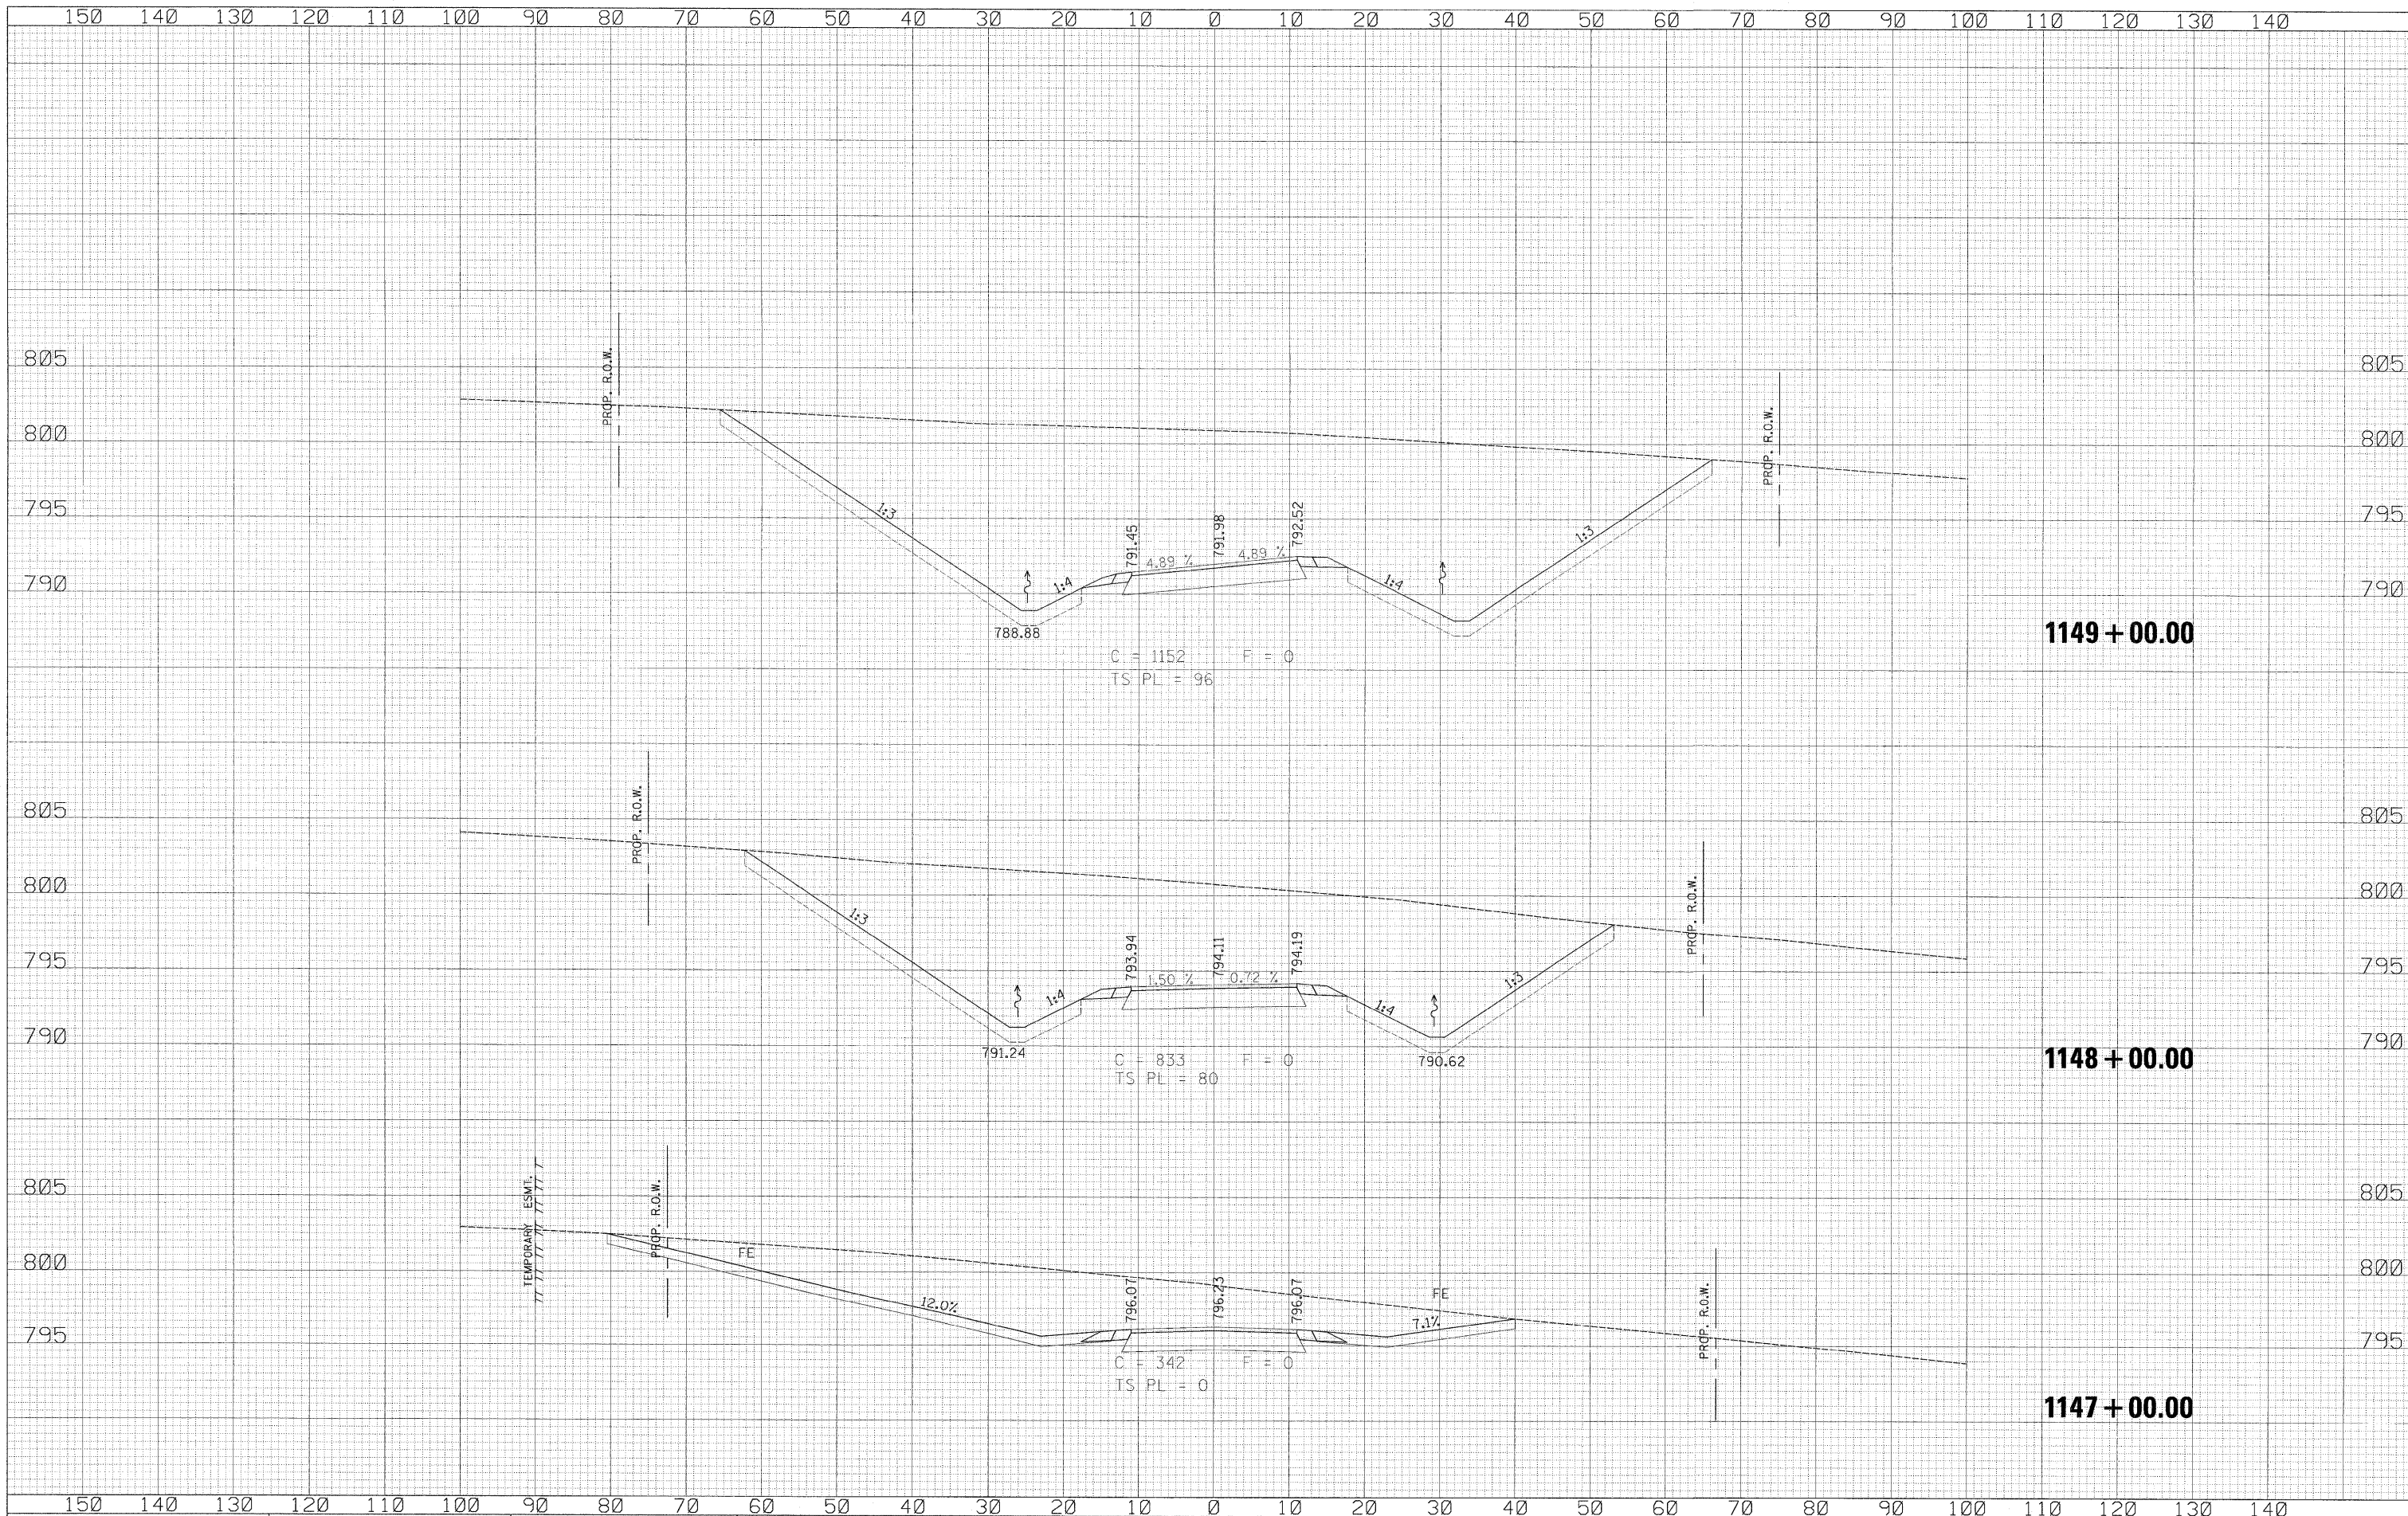 150 140 130 120 110 100 90 80 70 60 50 40 30 20 10 0 10 20 30 40 50 60 70 80 90 100 110 120 130 140
805 805
PROP. R.O.W.
PROP. R.O.W.
800 800
795 795
1:3
791.45
791.98
792.52
1:3
4.89 % 4.89 %
790 1:4 1:4 790
788.88
1149 + 00.00
C = 1152 F = 0
TS PL = 96
805 805
PROP. R.O.W.
PROP. R.O.W.
800 800
1:3
793.94
794.11
794.19
795 795
1.50 % 0.72 %
1:3
1:4 1:4
790 790
791.24
790.62
C = 833 F = 0
TS PL = 80
1148 + 00.00
805 805
TEMPORARY ESMT.
PROP. R.O.W.
FE
800 800
796.07
796.23
796.07
FE
PROP. R.O.W.
12.0%
7.1%
795 795
C = 342 F = 0
TS PL = 0
1147 + 00.00
150 140 130 120 110 100 90 80 70 60 50 40 30 20 10 0 10 20 30 40 50 60 70 80 90 100 110 120 130 140